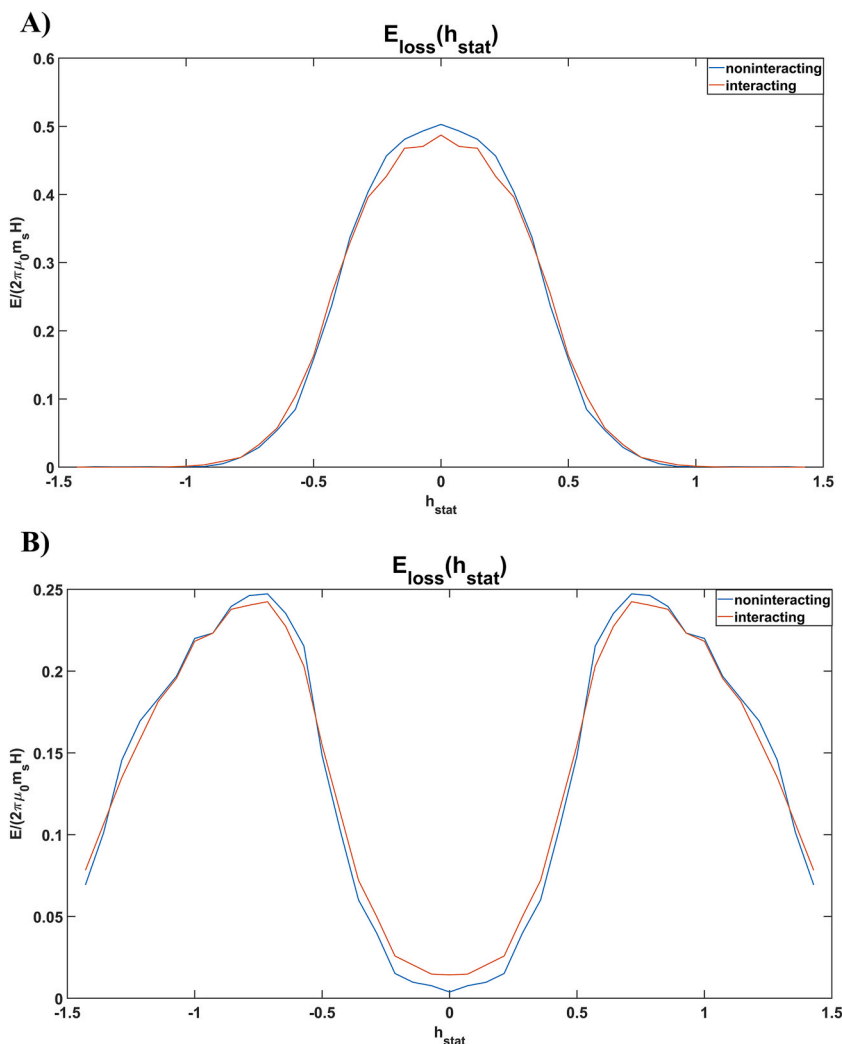 A)
E_loss(h_stat)
noninteracting
interacting
E/(2πμ₀m_sH)
0.6
0.5
0.4
0.3
0.2
0.1
0
-1.5 -1 -0.5 0 0.5 1 1.5
h_stat
B)
E_loss(h_stat)
noninteracting
interacting
E/(2πμ₀m_sH)
0.25
0.2
0.15
0.1
0.05
0
-1.5 -1 -0.5 0 0.5 1 1.5
h_stat